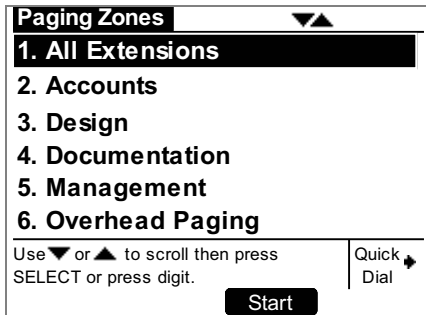 Paging Zones ▼▲
1. All Extensions
2. Accounts
3. Design
4. Documentation
5. Management
6. Overhead Paging
Use ▼ or ▲ to scroll then press
SELECT or press digit.
Quick
Dial
Start